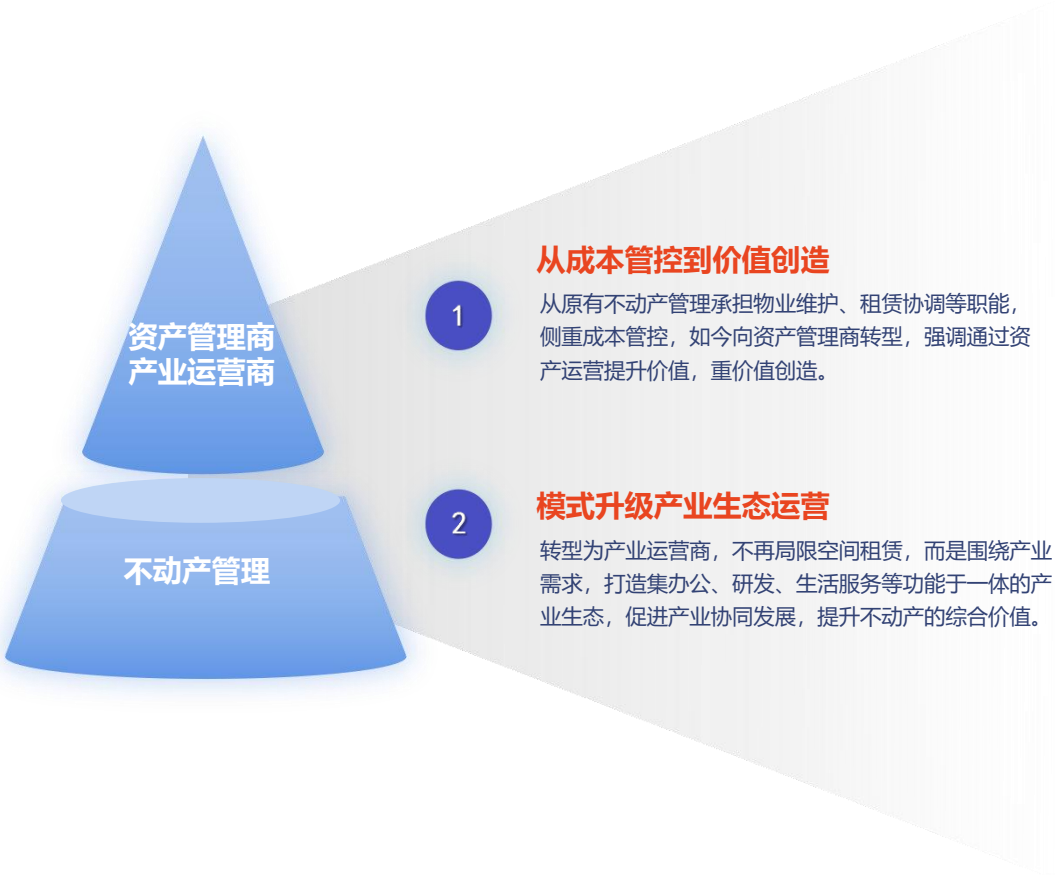 资产管理商
产业运营商
不动产管理
1
从成本管控到价值创造
从原有不动产管理承担物业维护、租赁协调等职能，
侧重成本管控，如今向资产管理商转型，强调通过资
产运营提升价值，重价值创造。
2
模式升级产业生态运营
转型为产业运营商，不再局限空间租赁，而是围绕产业
需求，打造集办公、研发、生活服务等功能于一体的产
业生态，促进产业协同发展，提升不动产的综合价值。